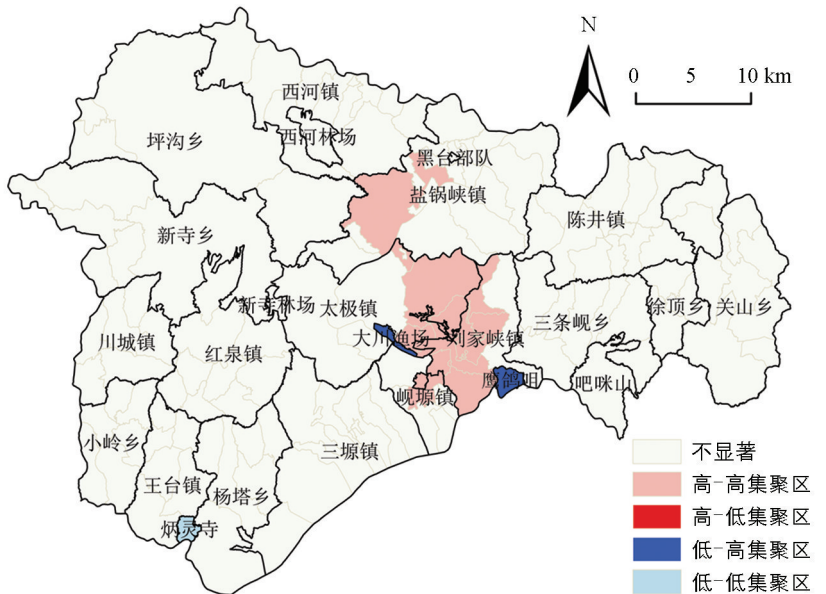 N
0 5 10 km
西河镇
坪沟乡
西河林场
黑台部队
盐锅峡镇
陈井镇
新寺乡
新寺林场
太极镇
徐顶乡
关山乡
川城镇
红泉镇
大川渔场
刘家峡镇
三条岘乡
鹰鸽咀
吧咪山
岘塬镇
小岭乡
三塬镇
王台镇
杨塔乡
炳灵寺
不显著
高-高集聚区
高-低集聚区
低-高集聚区
低-低集聚区